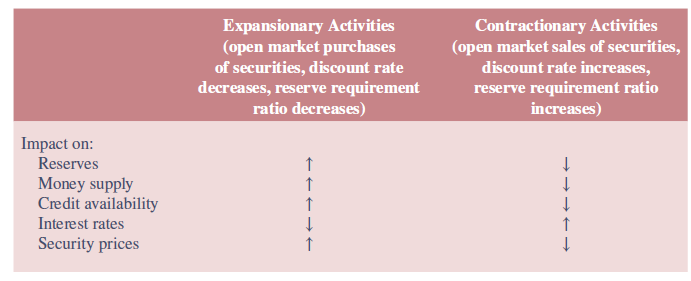 Expansionary Activities
(open market purchases
of securities, discount rate
decreases, reserve requirement
ratio decreases)
Contractionary Activities
(open market sales of securities,
discount rate increases,
reserve requirement ratio
increases)
Impact on:
Reserves ↑ ↓
Money supply ↑ ↓
Credit availability ↑ ↓
Interest rates ↓ ↑
Security prices ↑ ↓